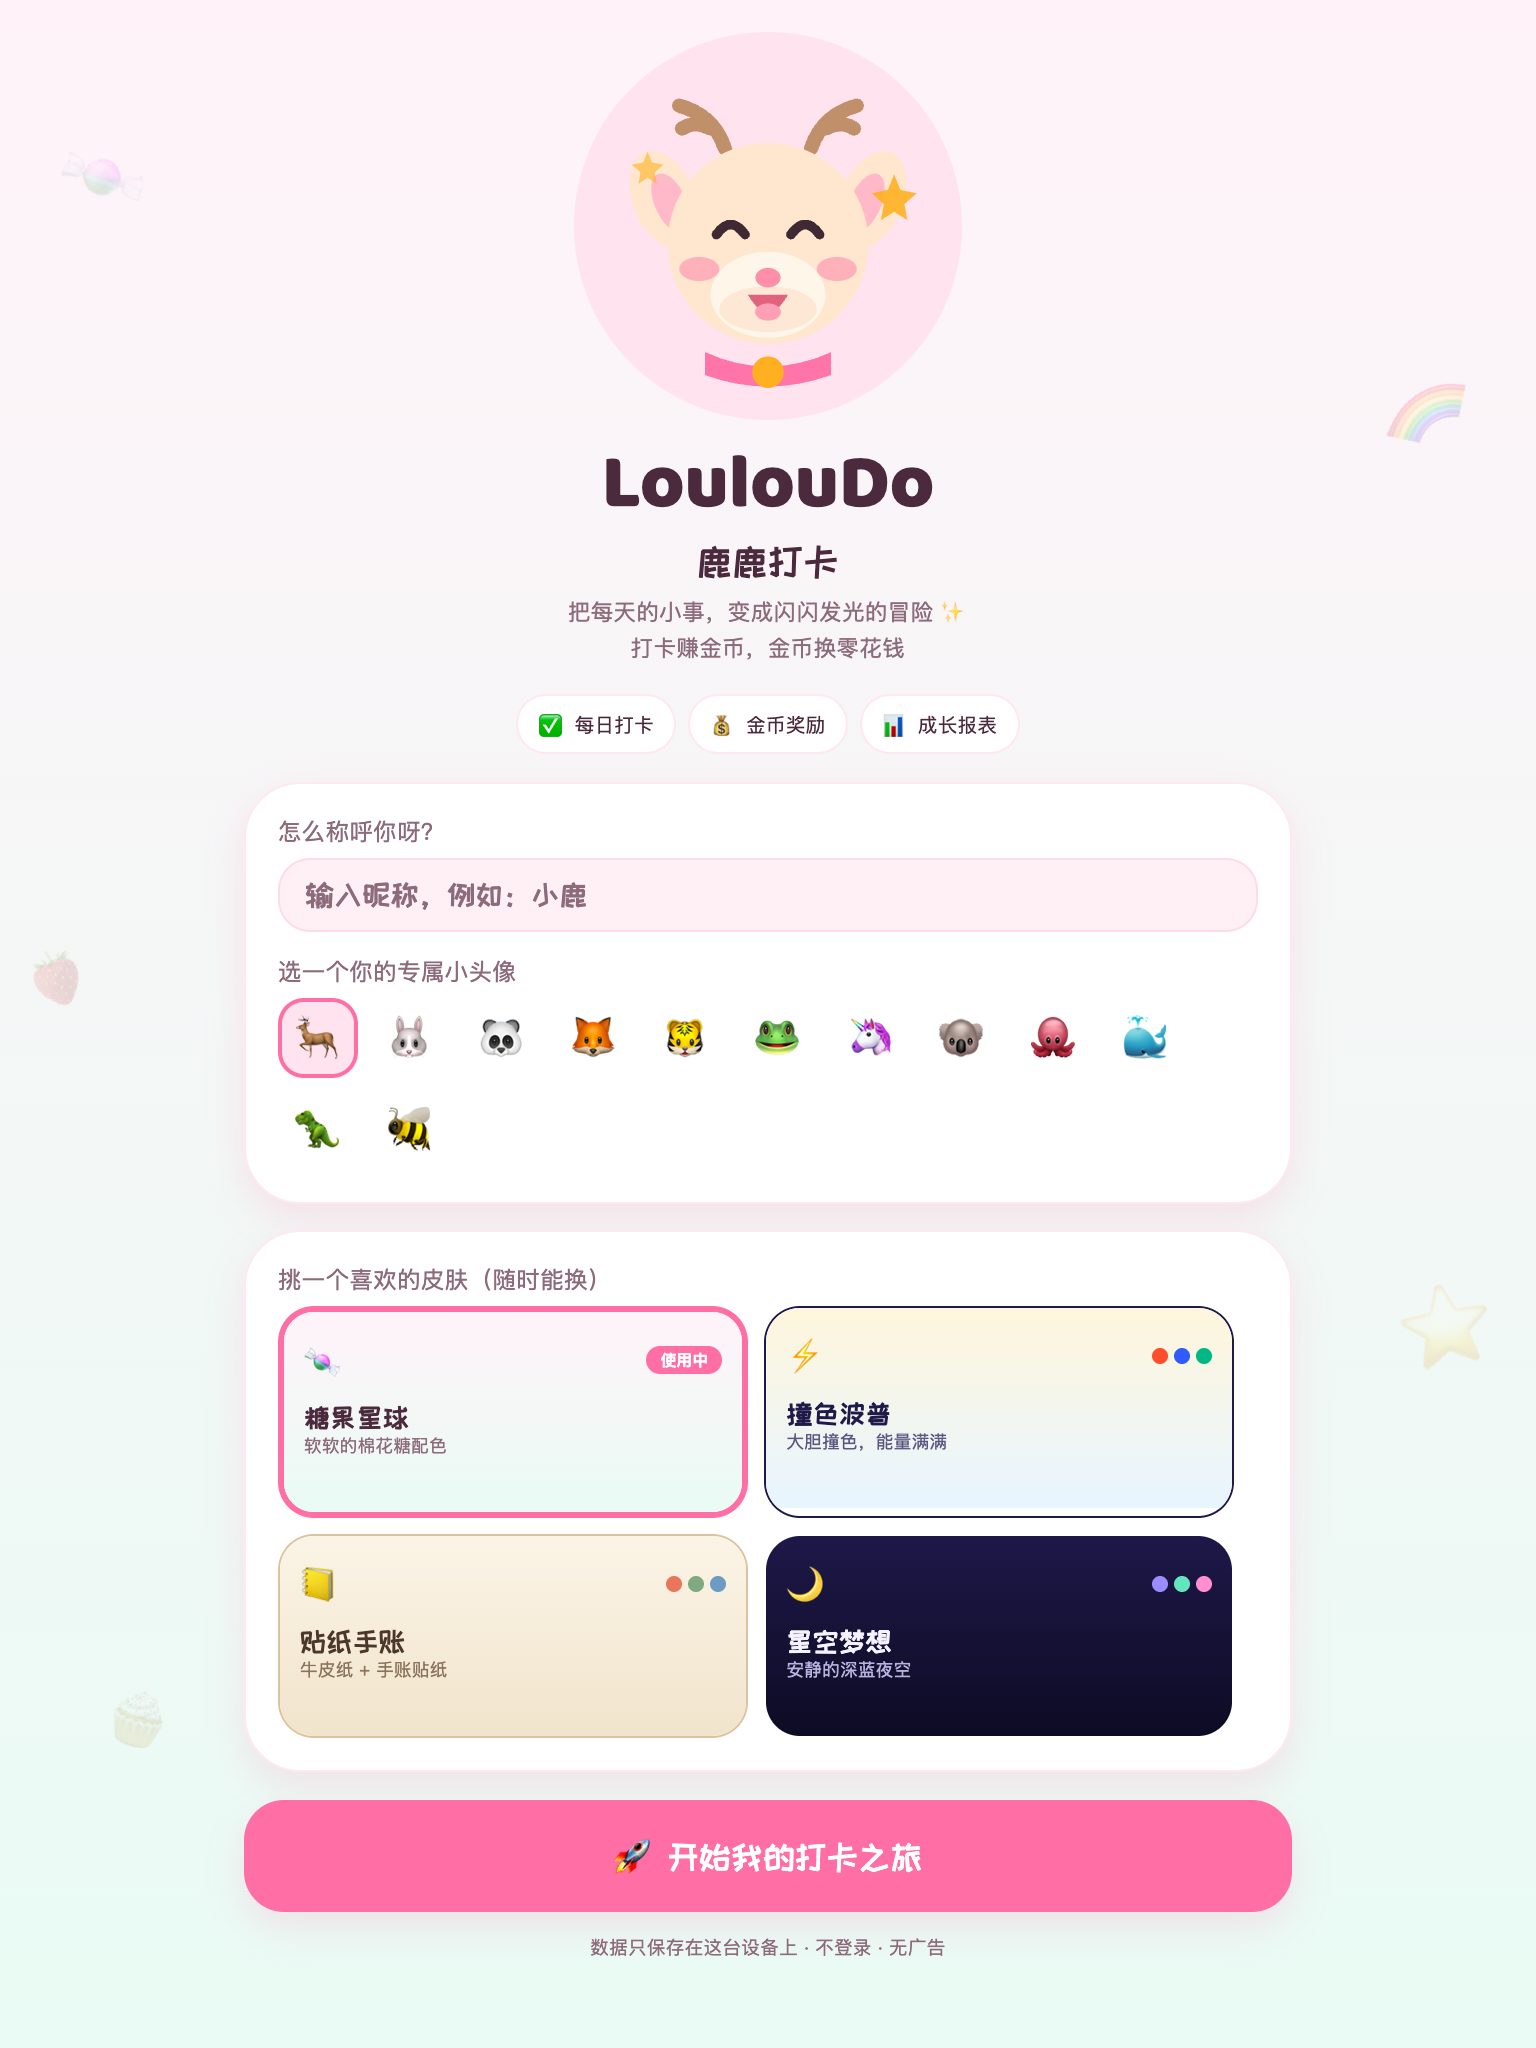 LoulouDo
鹿鹿打卡
把每天的小事，变成闪闪发光的冒险 ✨
打卡赚金币，金币换零花钱
✅ 每日打卡
💰 金币奖励
📊 成长报表
怎么称呼你呀？
输入昵称，例如：小鹿
选一个你的专属小头像
挑一个喜欢的皮肤（随时能换）
使用中
糖果星球
软软的棉花糖配色
撞色波普
大胆撞色，能量满满
贴纸手账
牛皮纸 + 手账贴纸
星空梦想
安静的深蓝夜空
🚀 开始我的打卡之旅
数据只保存在这台设备上 · 不登录 · 无广告